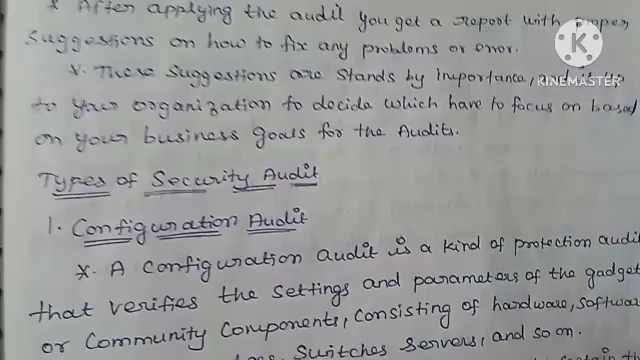 * After applying the audit you get a report with proper
suggestions on how to fix any problems or error.
*. These suggestions are stands by importance,
to your organization to decide which have to focus on based
on your business goals for the Audits.
Types of Security Audit
1. Configuration Audit
*. A configuration audit is a kind of protection audit
that verifies the settings and parameters of the gadget
or Community Components, consisting of hardware, software
Switches servers, and so on.
KINEMASTER